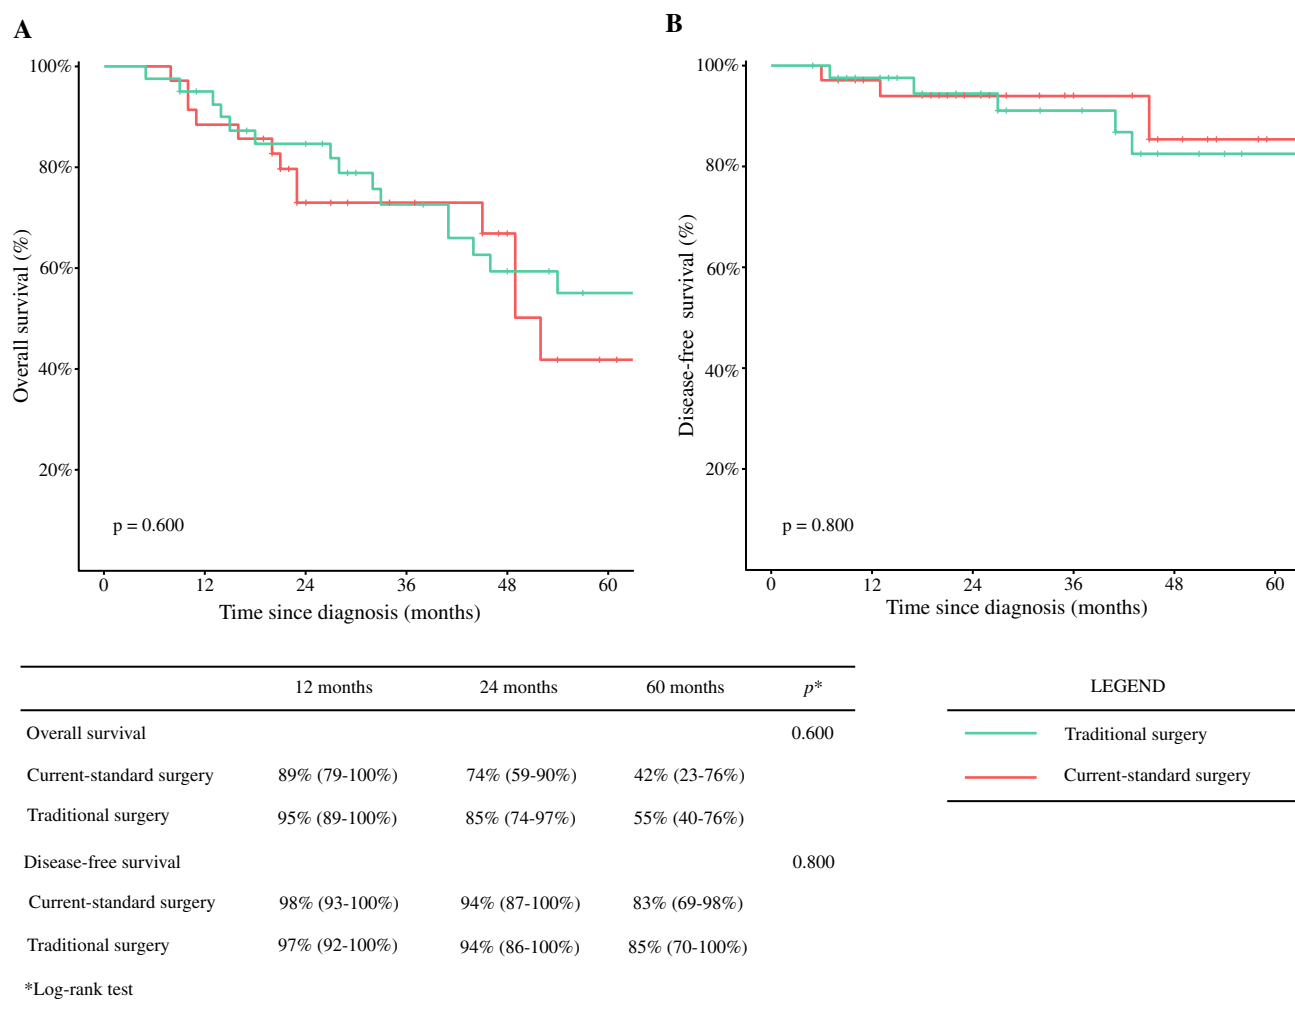 A
100%
80%
60%
40%
20%
Overall survival (%)
p = 0.600
0 12 24 36 48 60
Time since diagnosis (months)
B
100%
80%
60%
40%
20%
Disease-free survival (%)
p = 0.800
0 12 24 36 48 60
Time since diagnosis (months)
12 months 24 months 60 months p*
Overall survival 0.600
Current-standard surgery 89% (79-100%) 74% (59-90%) 42% (23-76%)
Traditional surgery 95% (89-100%) 85% (74-97%) 55% (40-76%)
Disease-free survival 0.800
Current-standard surgery 98% (93-100%) 94% (87-100%) 83% (69-98%)
Traditional surgery 97% (92-100%) 94% (86-100%) 85% (70-100%)
*Log-rank test
LEGEND
Traditional surgery
Current-standard surgery